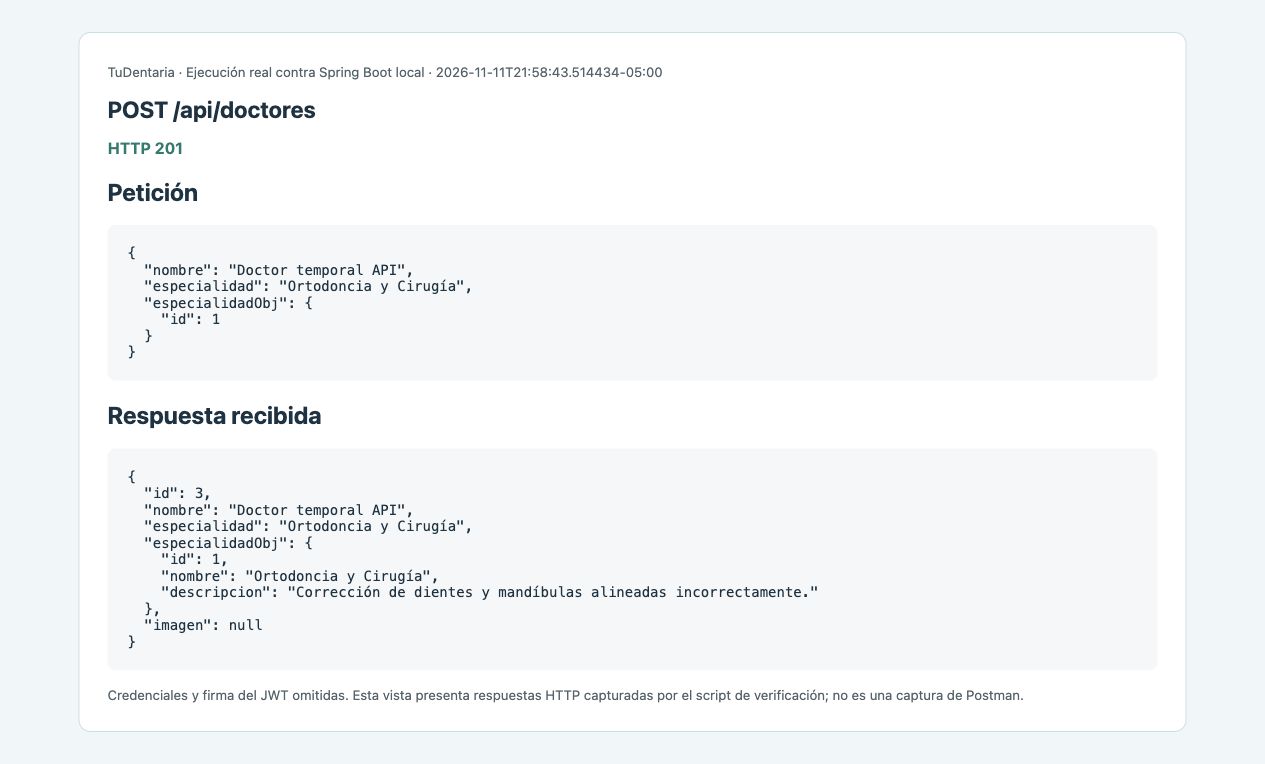 TuDentaria · Ejecución real contra Spring Boot local · 2026-11-11T21:58:43.514434-05:00
POST /api/doctores
HTTP 201
Petición
{
  "nombre": "Doctor temporal API",
  "especialidad": "Ortodoncia y Cirugía",
  "especialidadObj": {
    "id": 1
  }
}
Respuesta recibida
{
  "id": 3,
  "nombre": "Doctor temporal API",
  "especialidad": "Ortodoncia y Cirugía",
  "especialidadObj": {
    "id": 1,
    "nombre": "Ortodoncia y Cirugía",
    "descripcion": "Corrección de dientes y mandíbulas alineadas incorrectamente."
  },
  "imagen": null
}
Credenciales y firma del JWT omitidas. Esta vista presenta respuestas HTTP capturadas por el script de verificación; no es una captura de Postman.